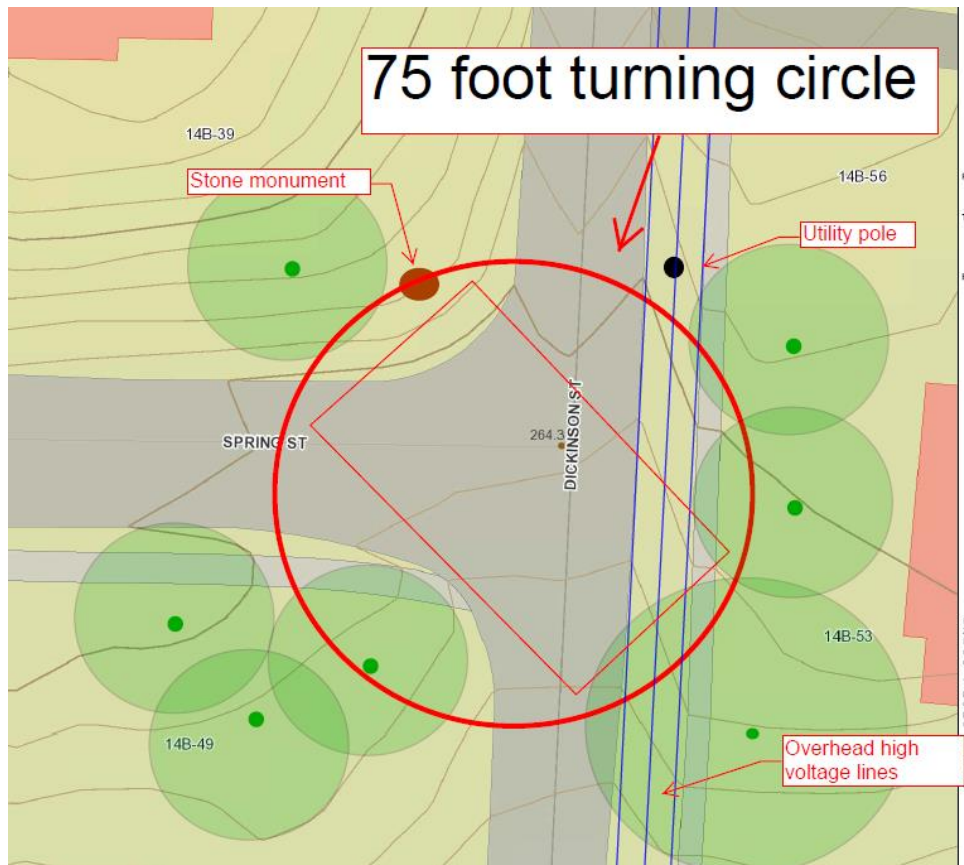 75 foot turning circle
14B-39
Stone monument
14B-56
Utility pole
SPRING ST
264.3
DICKINSON ST
14B-53
14B-49
Overhead high
voltage lines